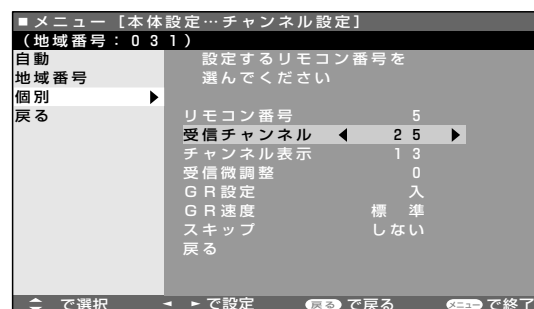 ■メニュー [本体設定…チャンネル設定]
(地域番号：031)
自動
地域番号
個別 ▶
戻る
設定するリモコン番号を
選んでください
リモコン番号 5
受信チャンネル ◀ 25 ▶
チャンネル表示 13
受信微調整 0
GR設定 入
GR速度 標準
スキップ しない
戻る
で選択 で設定 戻る で戻る メニュー で終了